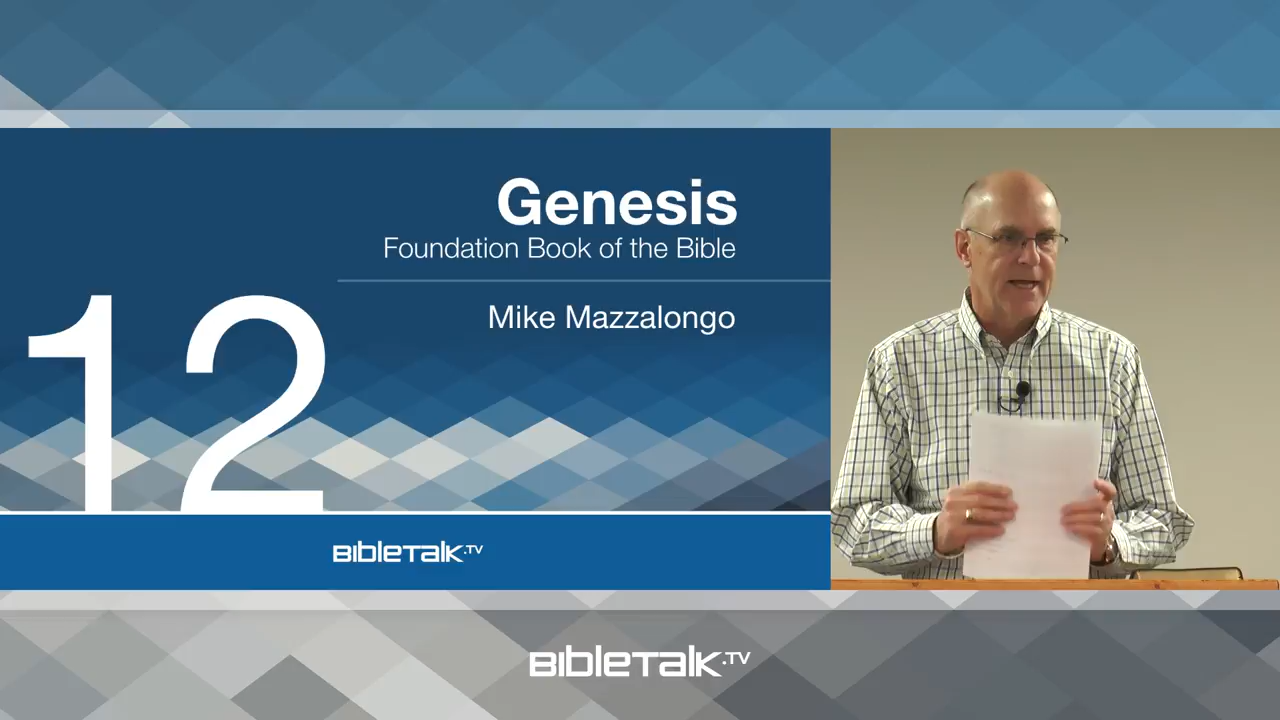 Genesis
Foundation Book of the Bible
Mike Mazzalongo
12
BIBLETALK.TV
BIBLETALK.TV